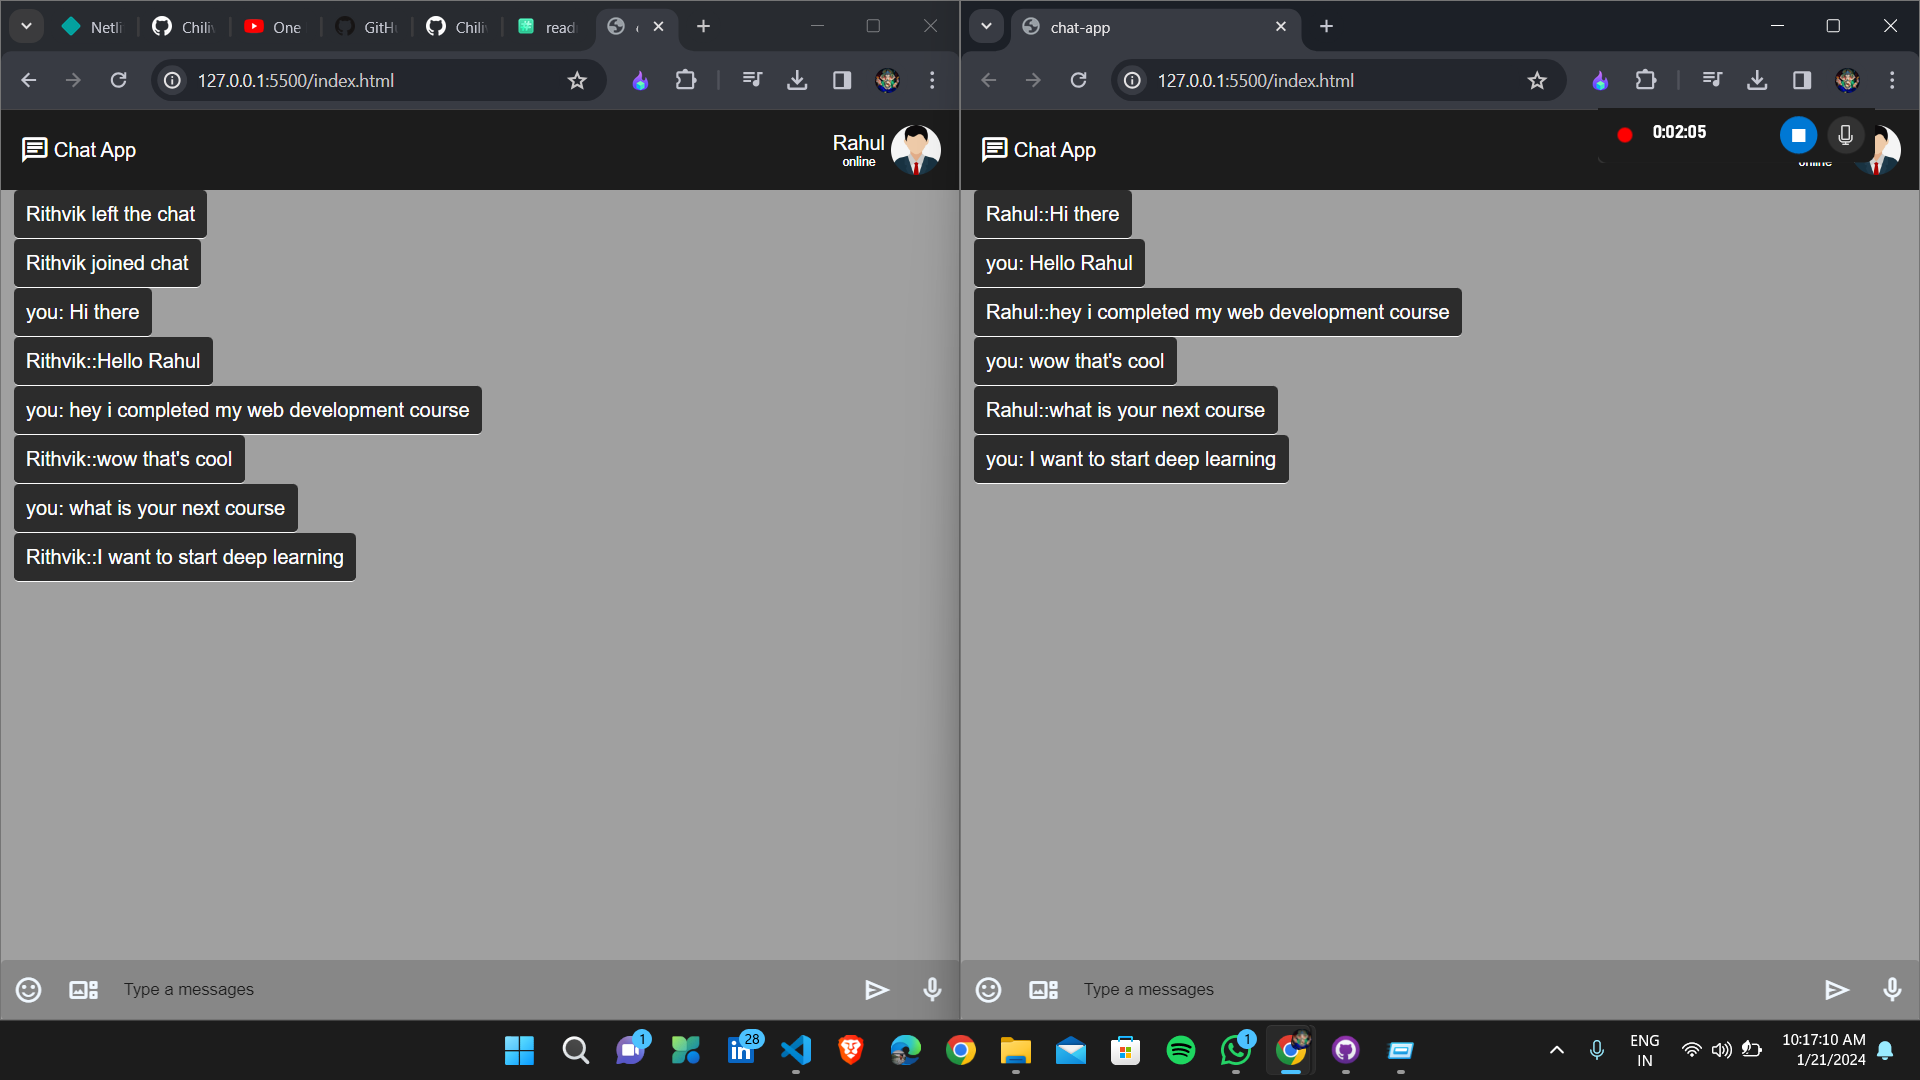 Netli
Chiliv
One
GitHu
Chiliv
read
127.0.0.1:5500/index.html
Chat App
Rahul
online
Rithvik left the chat
Rithvik joined chat
you: Hi there
Rithvik::Hello Rahul
you: hey i completed my web development course
Rithvik::wow that's cool
you: what is your next course
Rithvik::I want to start deep learning
Type a messages
chat-app
127.0.0.1:5500/index.html
0:02:05
Chat App
online
Rahul::Hi there
you: Hello Rahul
Rahul::hey i completed my web development course
you: wow that's cool
Rahul::what is your next course
you: I want to start deep learning
Type a messages
1
28
1
ENG
IN
10:17:10 AM
1/21/2024